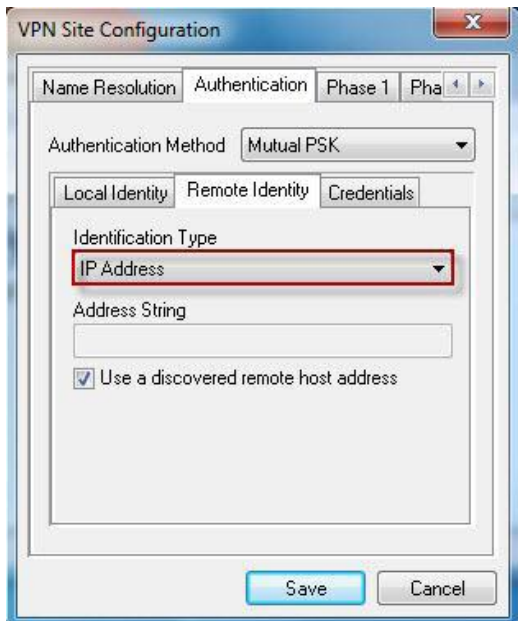 VPN Site Configuration
Name Resolution Authentication Phase 1 Pha
Authentication Method Mutual PSK
Local Identity Remote Identity Credentials
Identification Type
IP Address
Address String
Use a discovered remote host address
Save Cancel